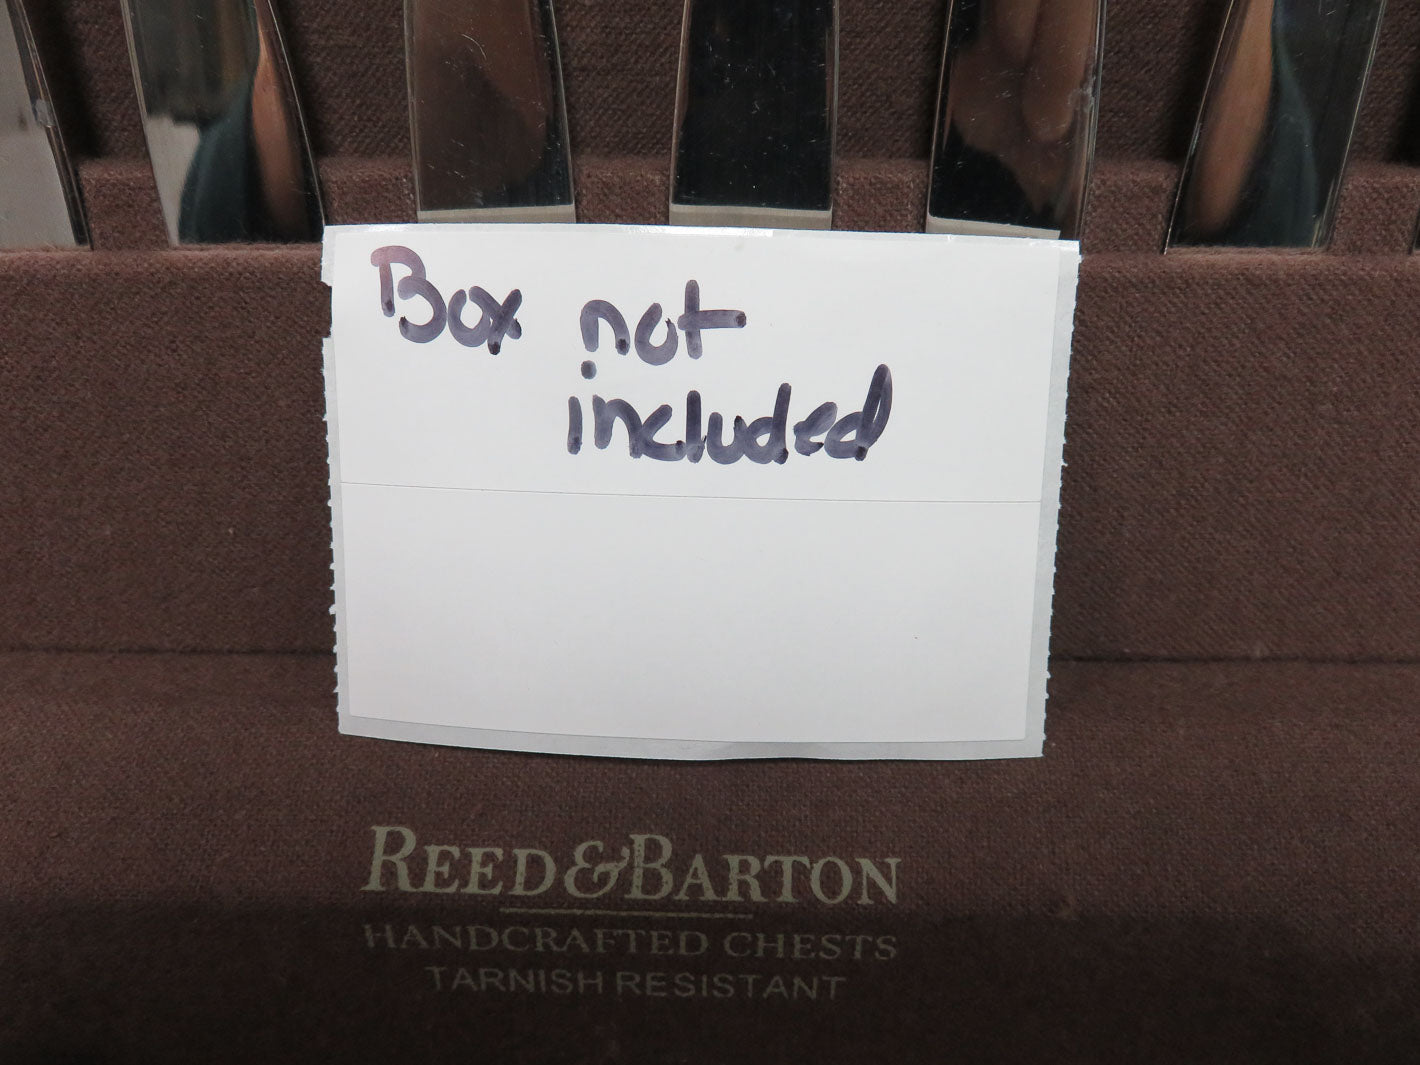 Box not
included
REED & BARTON
HANDCRAFTED CHESTS
TARNISH RESISTANT